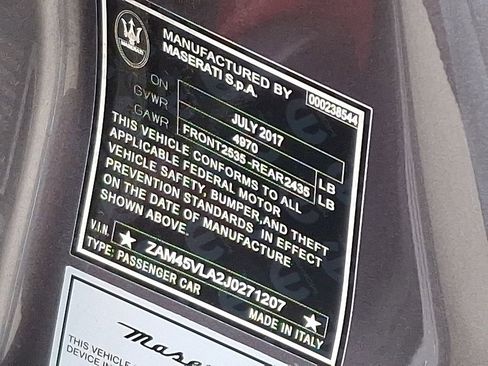 MASERATI
MANUFACTURED BY
MASERATI S.p.A.
000238544
ON JULY 2017
GVWR 4970 LB
GAWR FRONT2535 -REAR2435 LB
THIS VEHICLE CONFORMS TO ALL
APPLICABLE FEDERAL MOTOR
VEHICLE SAFETY, BUMPER, AND THEFT
PREVENTION STANDARDS IN EFFECT
ON THE DATE OF MANUFACTURE
SHOWN ABOVE.
V.I.N. ★ ZAM45VLA2J0271207 ★
TYPE: PASSENGER CAR MADE IN ITALY
THIS VEHICLE
DEVICE